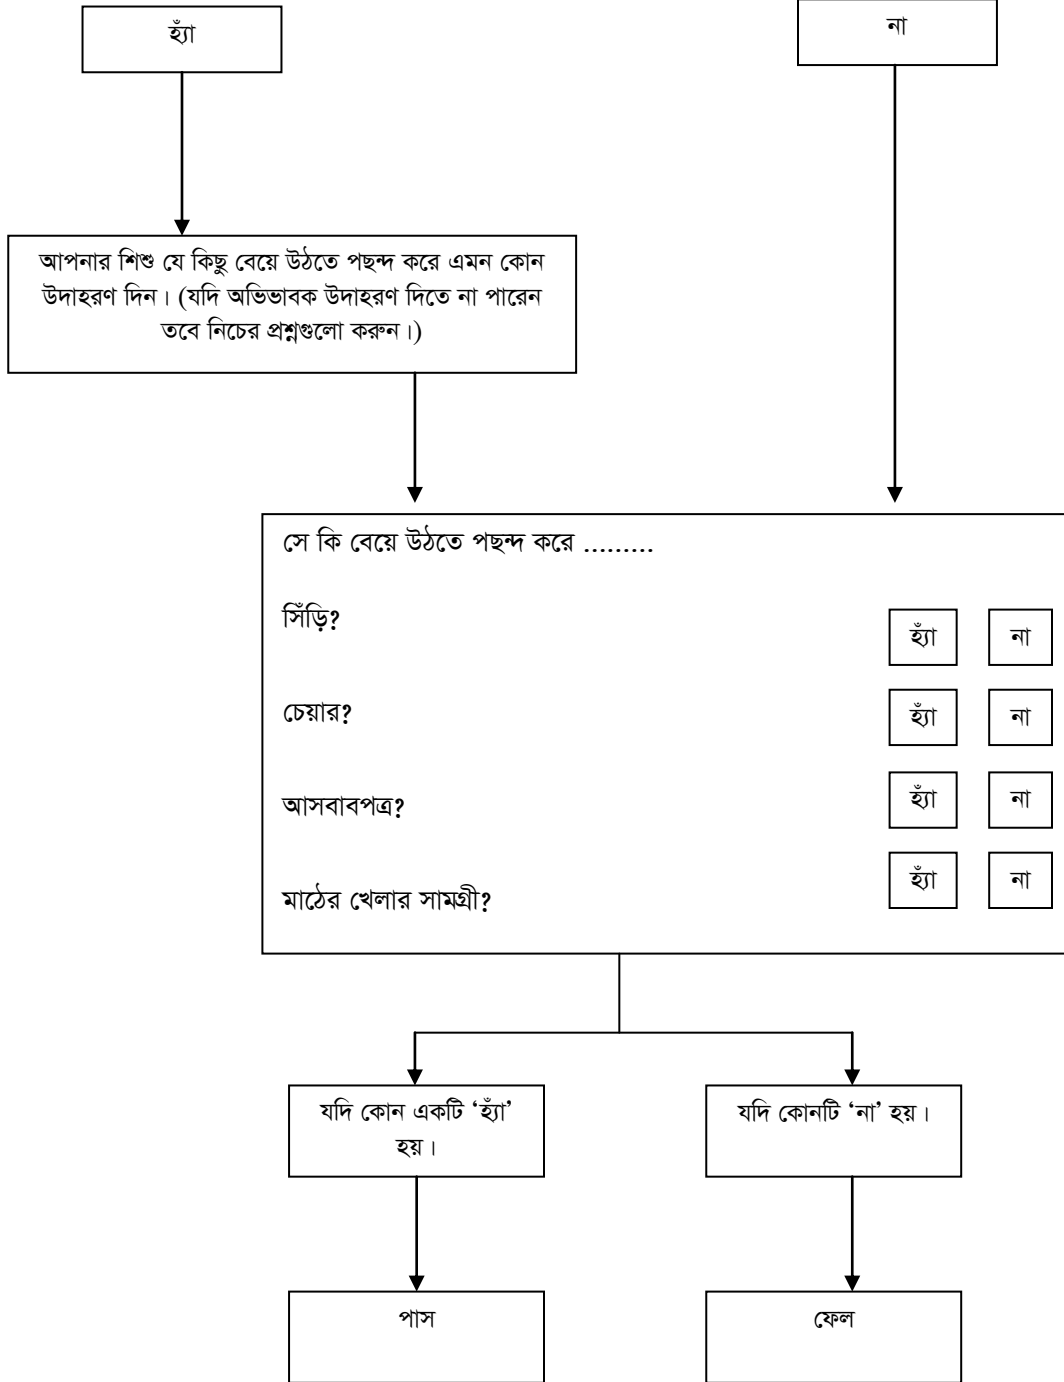 হ্যাঁ
না
আপনার শিশু যে কিছু বেয়ে উঠতে পছন্দ করে এমন কোন
উদাহরণ দিন। (যদি অভিভাবক উদাহরণ দিতে না পারেন
তবে নিচের প্রশ্নগুলো করুন।)
সে কি বেয়ে উঠতে পছন্দ করে .........
সিঁড়ি?
হ্যাঁ না
চেয়ার?
হ্যাঁ না
আসবাবপত্র?
হ্যাঁ না
মাঠের খেলার সামগ্রী?
হ্যাঁ না
যদি কোন একটি ‘হ্যাঁ’
হয়।
যদি কোনটি ‘না’ হয়।
পাস
ফেল